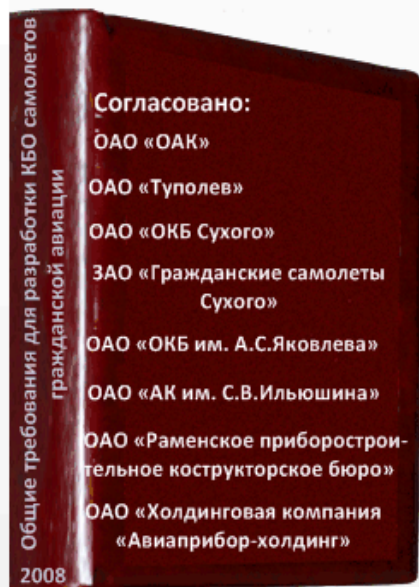 Общие требования для разработки КБО самолетов
гражданской авиации
2008
Согласовано:
ОАО «ОАК»
ОАО «Туполев»
ОАО «ОКБ Сухого»
ЗАО «Гражданские самолеты
Сухого»
ОАО «ОКБ им. А.С.Яковлева»
ОАО «АК им. С.В.Ильюшина»
ОАО «Раменское приборострои-
тельное кострукторское бюро»
ОАО «Холдинговая компания
«Авиаприбор-холдинг»